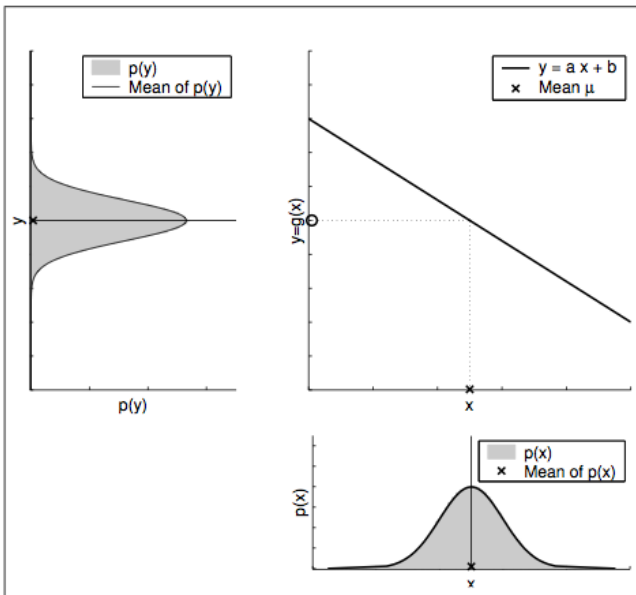 p(y)
Mean of p(y)
y
p(y)
y = a x + b
Mean μ
y=g(x)
x
p(x)
Mean of p(x)
p(x)
x